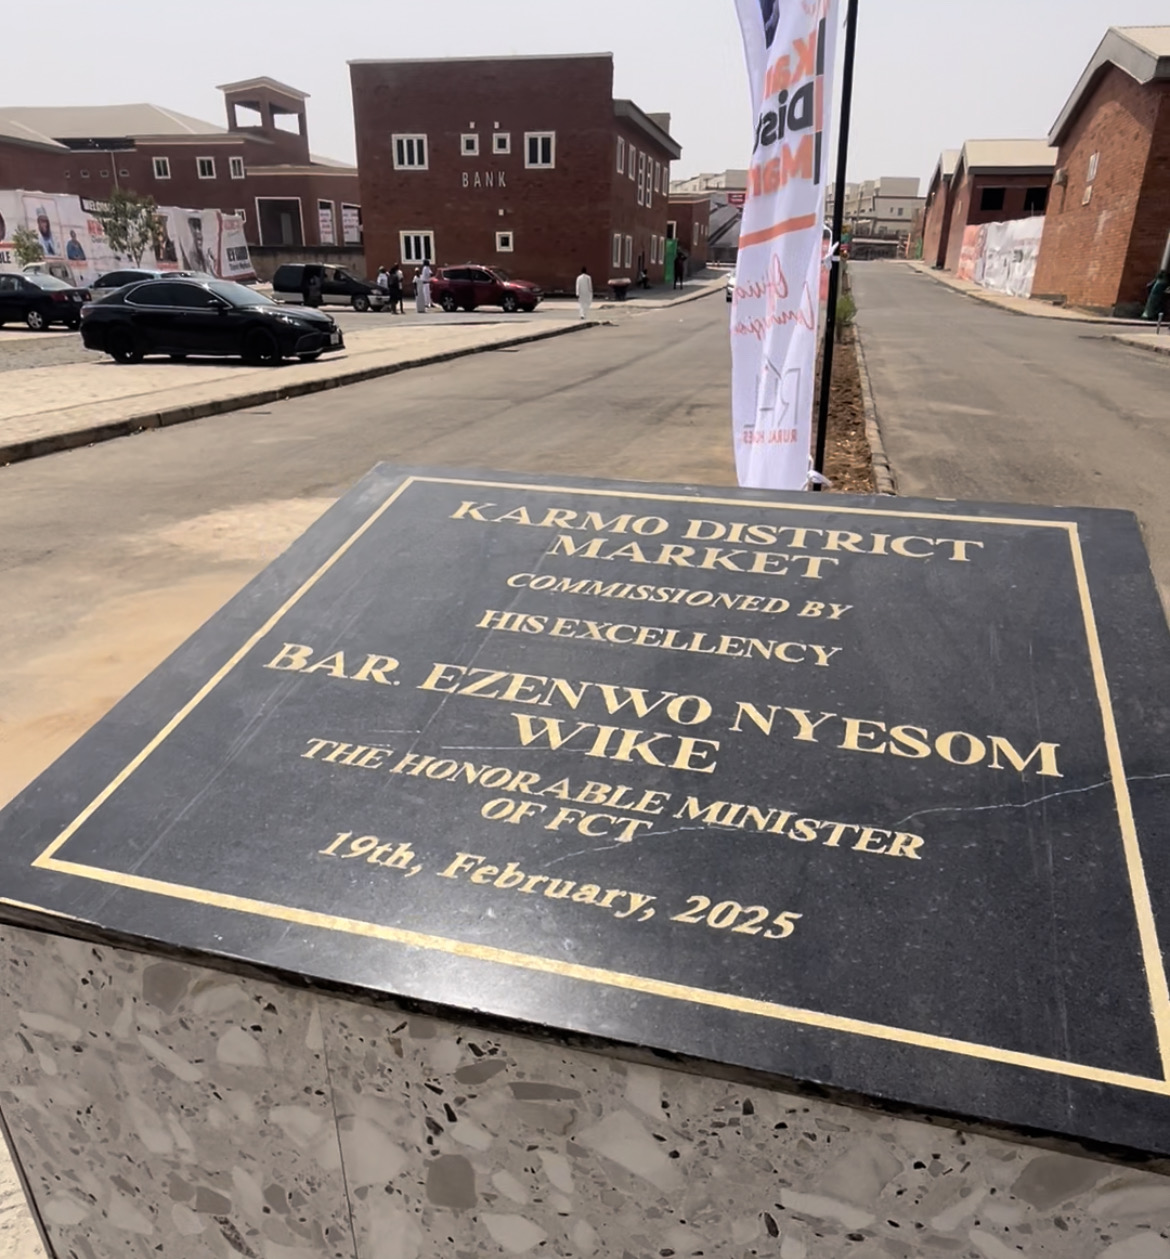 BANK
KARMO DISTRICT
MARKET
COMMISSIONED BY
HIS EXCELLENCY
BAR. EZENWO NYESOM
WIKE
THE HONORABLE MINISTER
OF FCT
19th, February, 2025